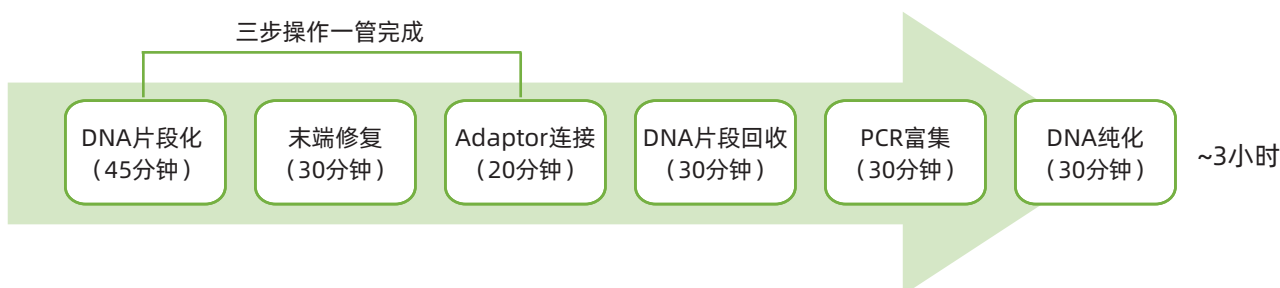 三步操作一管完成
DNA片段化
（45分钟）
末端修复
（30分钟）
Adaptor连接
（20分钟）
DNA片段回收
（30分钟）
PCR富集
（30分钟）
DNA纯化
（30分钟）
~3小时